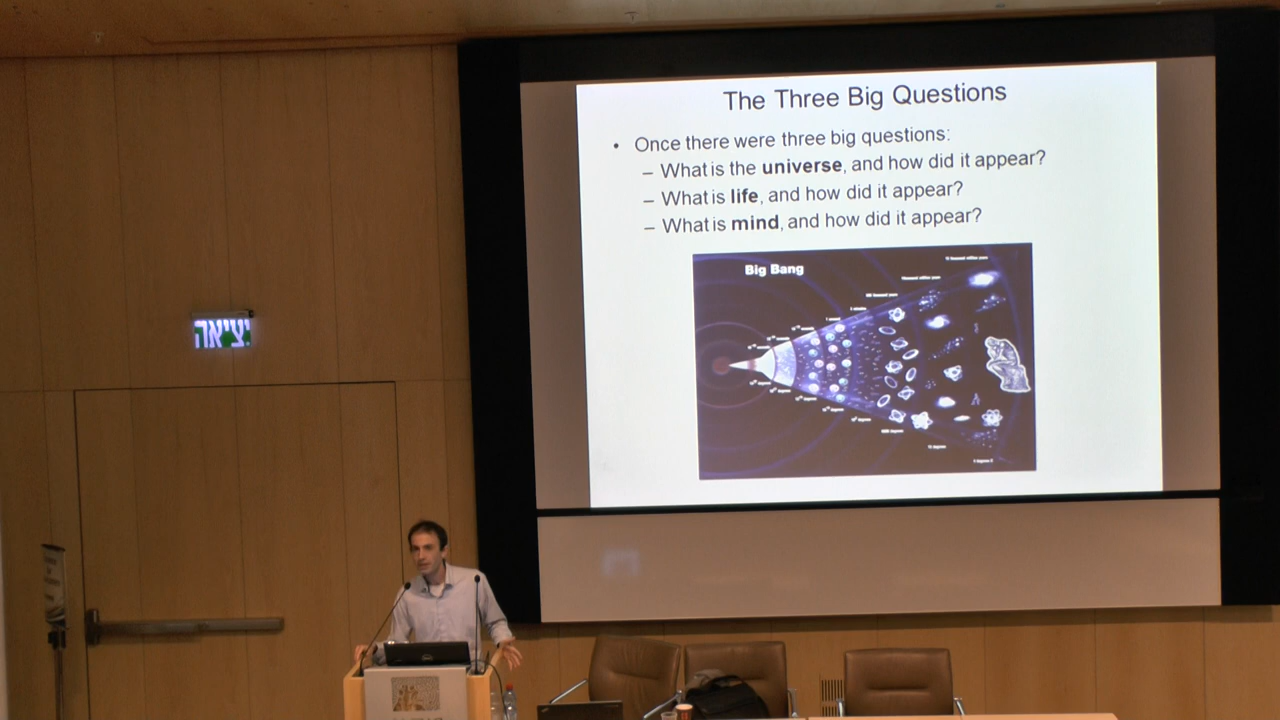 The Three Big Questions
• Once there were three big questions:
– What is the universe, and how did it appear?
– What is life, and how did it appear?
– What is mind, and how did it appear?
Big Bang
יציאה